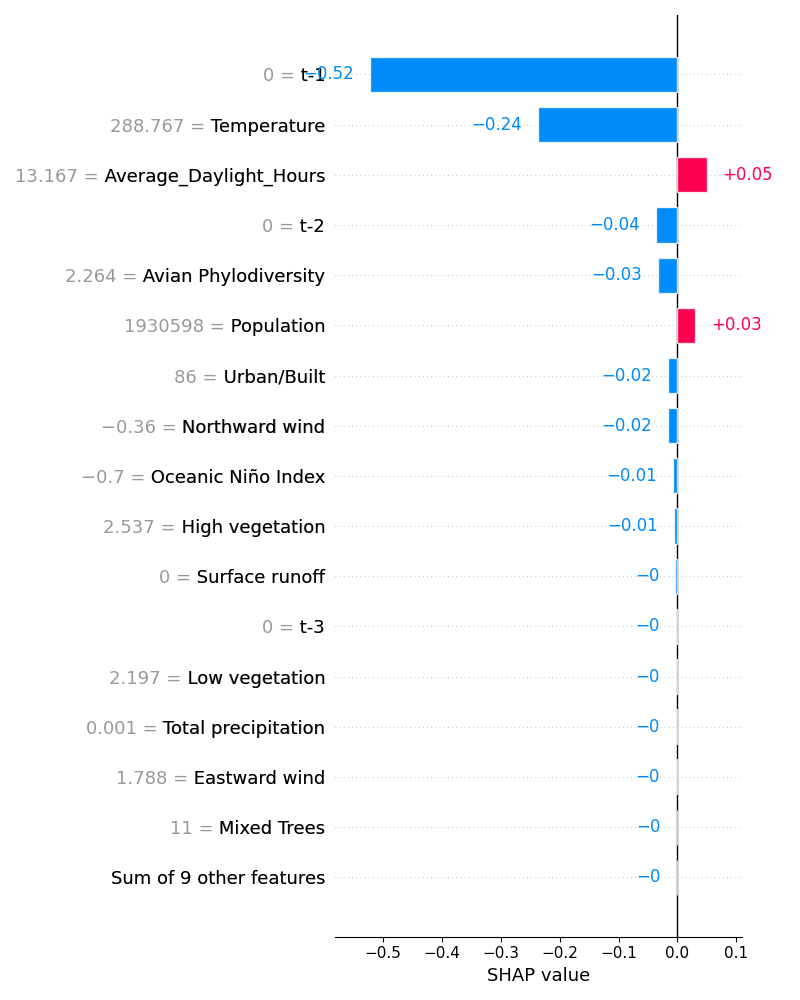 0 = t-1 −0.52
288.767 = Temperature −0.24
13.167 = Average_Daylight_Hours +0.05
0 = t-2 −0.04
2.264 = Avian Phylodiversity −0.03
1930598 = Population +0.03
86 = Urban/Built −0.02
−0.36 = Northward wind −0.02
−0.7 = Oceanic Niño Index −0.01
2.537 = High vegetation −0.01
0 = Surface runoff −0
0 = t-3 −0
2.197 = Low vegetation −0
0.001 = Total precipitation −0
1.788 = Eastward wind −0
11 = Mixed Trees −0
Sum of 9 other features −0
−0.5 −0.4 −0.3 −0.2 −0.1 0.0 0.1
SHAP value